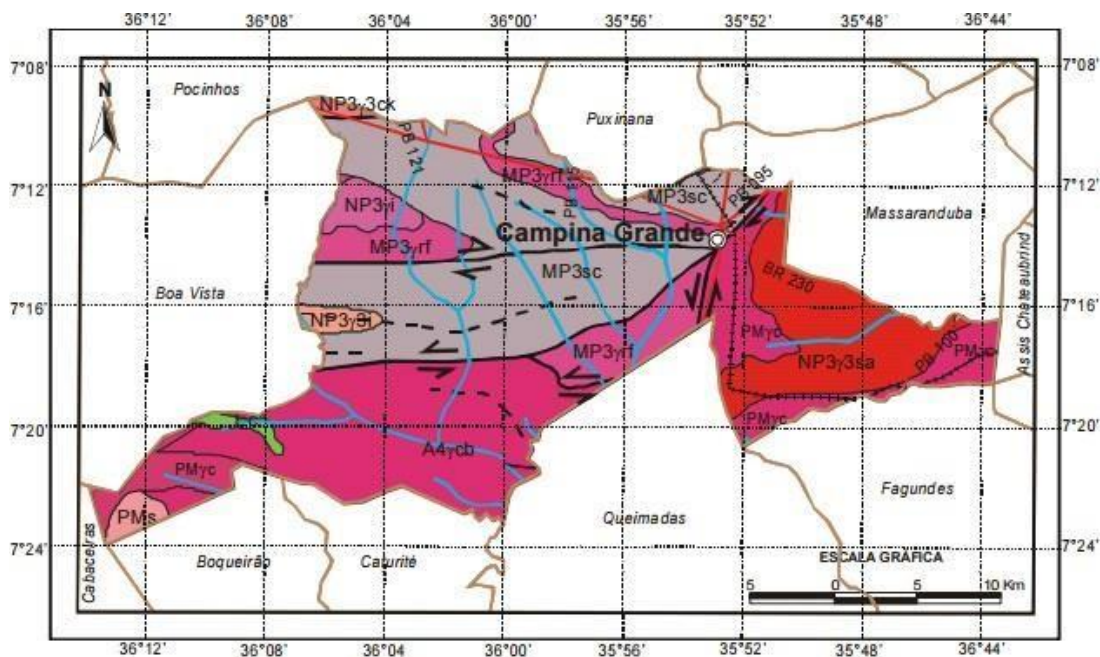 36°12' 36°08' 36°04' 36°00' 35°56' 35°52' 35°48' 35°44'
7°08' 7°08'
N
Pocinhos
NP3γ3ck
Puxinana
PB 121
MP3γrf
PB 095
7°12' 7°12'
MP3sc
NP3γi
Massaranduba
Campina Grande
MP3γrf
MP3sc
BR 230
Boa Vista
7°16' 7°16'
NP3γ3i
MP3γrf
PMγc
NP3γ3sa
PB 100
PMγc
Assis Chateaubrind
PMγc
7°20' 7°20'
A4γcb
PMγc
Fagundes
PMs
Queimadas
7°24' 7°24'
Cabaceiras
Boqueirão
Caturité
ESCALA GRÁFICA
5 0 5 10 Km
36°12' 36°08' 36°04' 36°00' 35°56' 35°52' 35°48' 35°44'